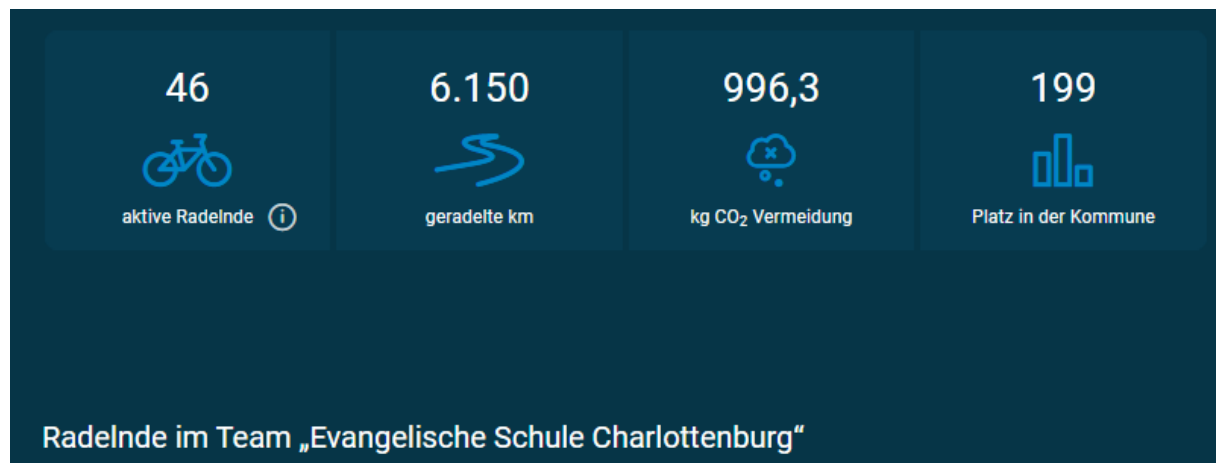 46 6.150 996,3 199
aktive Radelnde i geradelte km kg CO₂ Vermeidung Platz in der Kommune
Radelnde im Team „Evangelische Schule Charlottenburg“